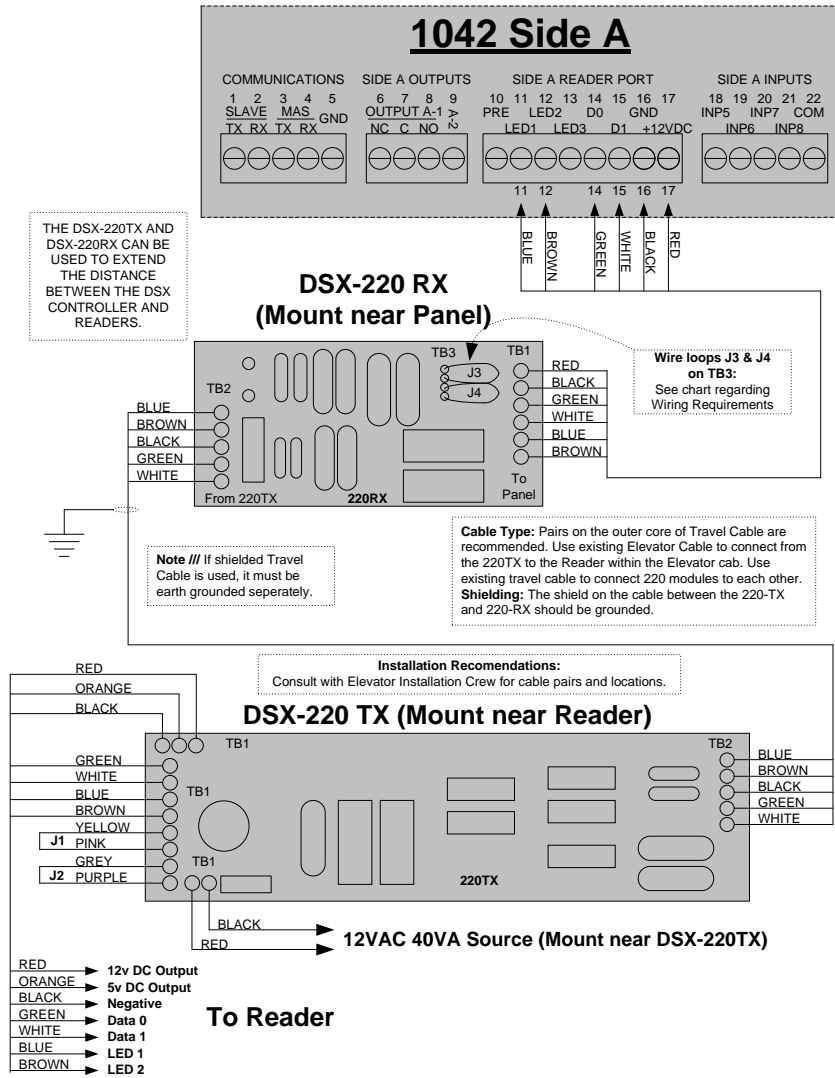 1042 Side A
COMMUNICATIONS
SIDE A OUTPUTS
SIDE A READER PORT
SIDE A INPUTS
1 2 3 4 5
6 7 8 9
10 11 12 13 14 15 16 17
18 19 20 21 22
SLAVE MAS GND
TX RX TX RX
OUTPUT A-1 A-2
NC C NO
PRE LED2 D0 GND
LED1 LED3 D1 +12VDC
INP5 INP7 COM
INP6 INP8
11 12 14 15 16 17
BLUE
BROWN
GREEN
WHITE
BLACK
RED
THE DSX-220TX AND
DSX-220RX CAN BE
USED TO EXTEND
THE DISTANCE
BETWEEN THE DSX
CONTROLLER AND
READERS.
DSX-220 RX
(Mount near Panel)
TB3
J3
J4
TB1
RED
BLACK
GREEN
WHITE
BLUE
BROWN
Wire loops J3 & J4
on TB3:
See chart regarding
Wiring Requirements
TB2
BLUE
BROWN
BLACK
GREEN
WHITE
From 220TX
220RX
To
Panel
Note /// If shielded Travel
Cable is used, it must be
earth grounded seperately.
Cable Type: Pairs on the outer core of Travel Cable are
recommended. Use existing Elevator Cable to connect from
the 220TX to the Reader within the Elevator cab. Use
existing travel cable to connect 220 modules to each other.
Shielding: The shield on the cable between the 220-TX
and 220-RX should be grounded.
Installation Recomendations:
Consult with Elevator Installation Crew for cable pairs and locations.
RED
ORANGE
BLACK
DSX-220 TX (Mount near Reader)
TB1
TB2
GREEN
WHITE
BLUE
BROWN
YELLOW
J1 PINK
GREY
J2 PURPLE
TB1
TB1
220TX
BLUE
BROWN
BLACK
GREEN
WHITE
BLACK
RED
12VAC 40VA Source (Mount near DSX-220TX)
RED 12v DC Output
ORANGE 5v DC Output
BLACK Negative
GREEN Data 0
WHITE Data 1
BLUE LED 1
BROWN LED 2
To Reader